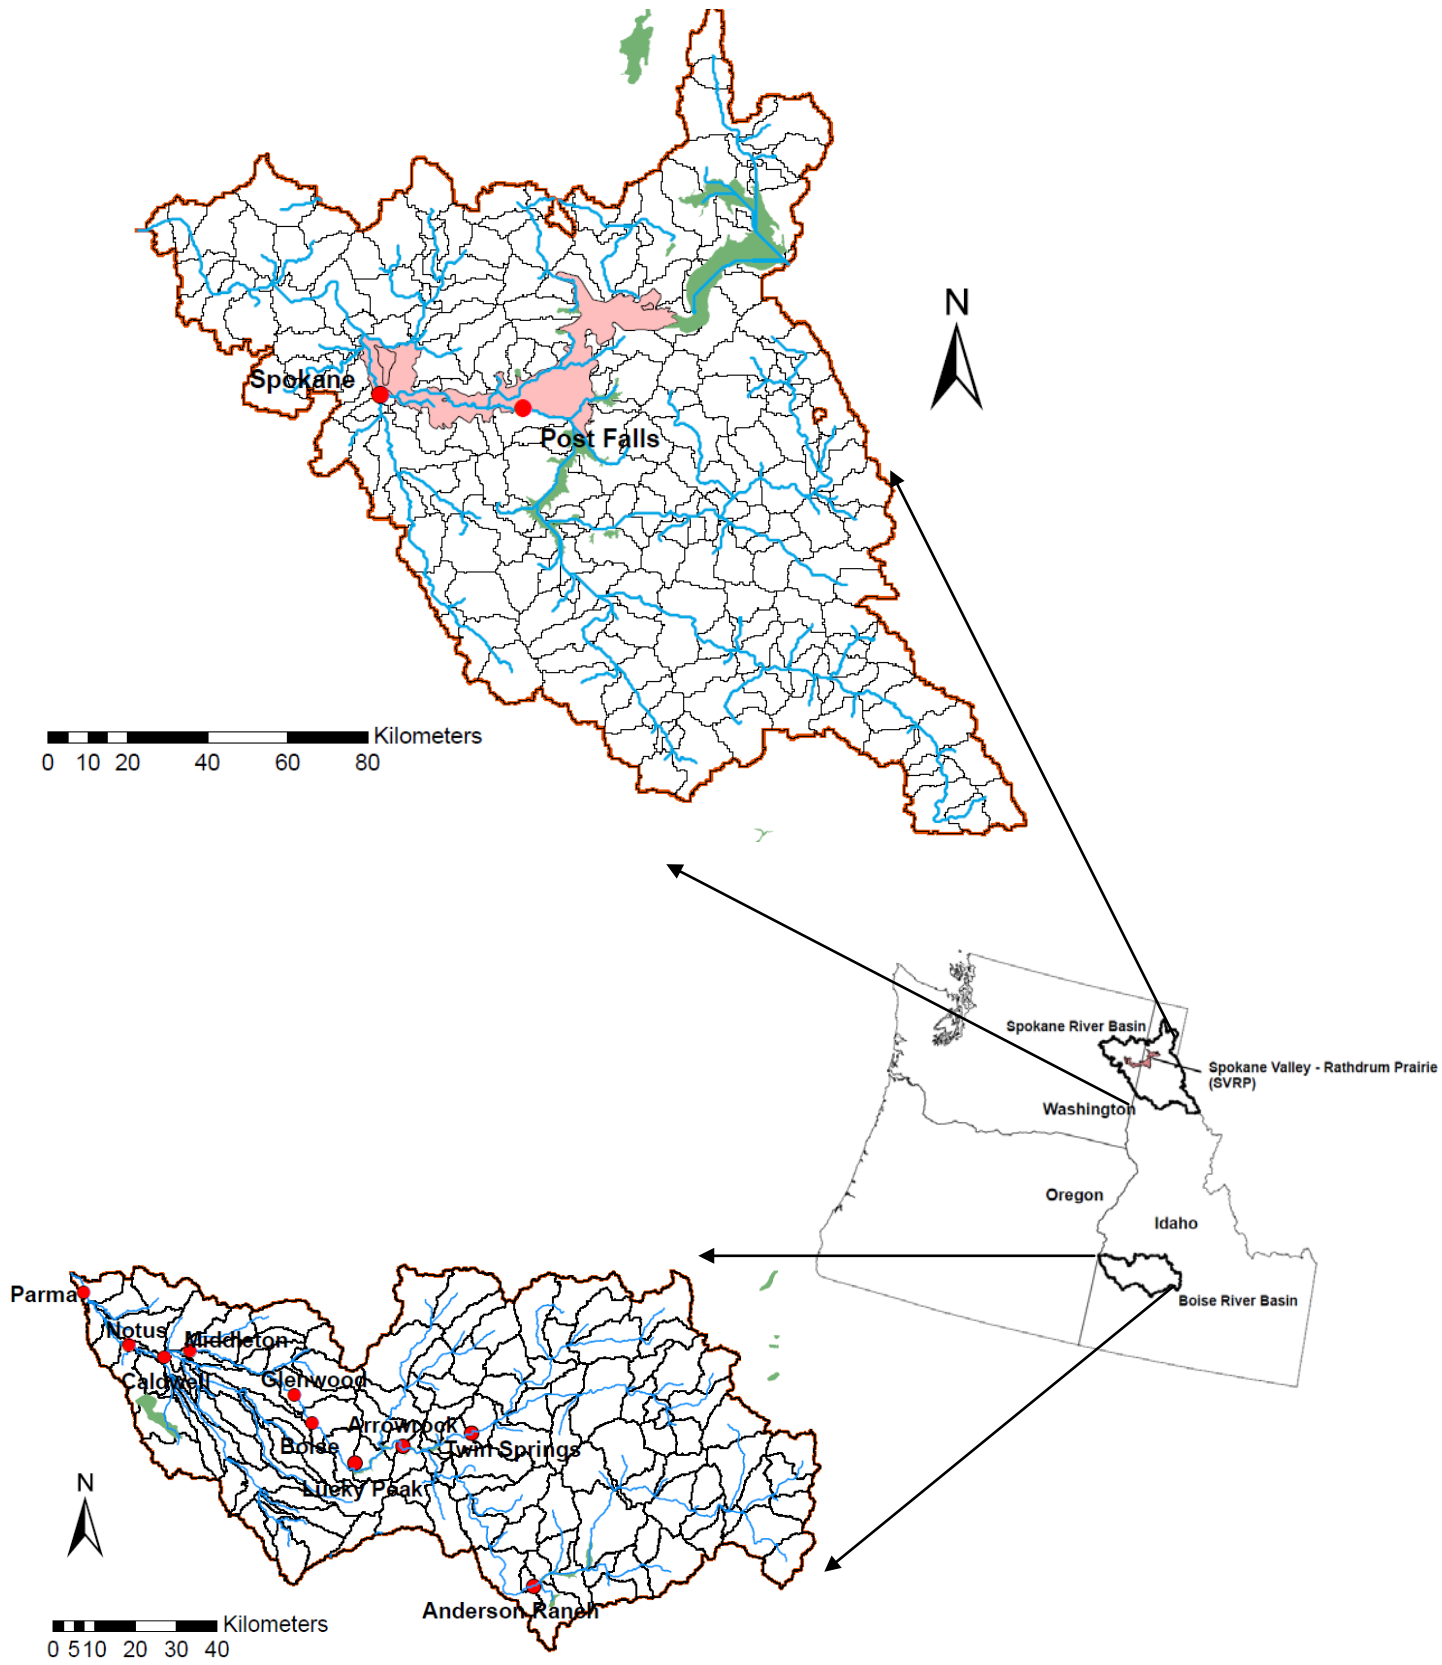 N
Spokane
Post Falls
Kilometers
0 10 20 40 60 80
Spokane River Basin
Spokane Valley - Rathdrum Prairie
(SVRP)
Washington
Oregon
Idaho
Boise River Basin
Parma
Notus
Middleton
Caldwell
Glenwood
Arrowrock
Boise
Twin Springs
Lucky Peak
N
Anderson Ranch
Kilometers
0 5 10 20 30 40